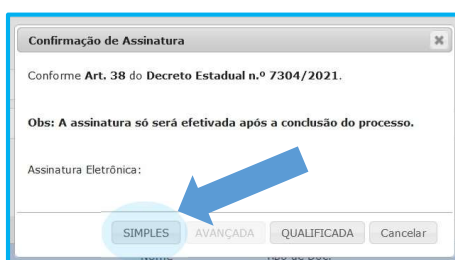 Confirmação de Assinatura
Conforme Art. 38 do Decreto Estadual n.º 7304/2021.
Obs: A assinatura só será efetivada após a conclusão do processo.
Assinatura Eletrônica:
SIMPLES AVANÇADA QUALIFICADA Cancelar